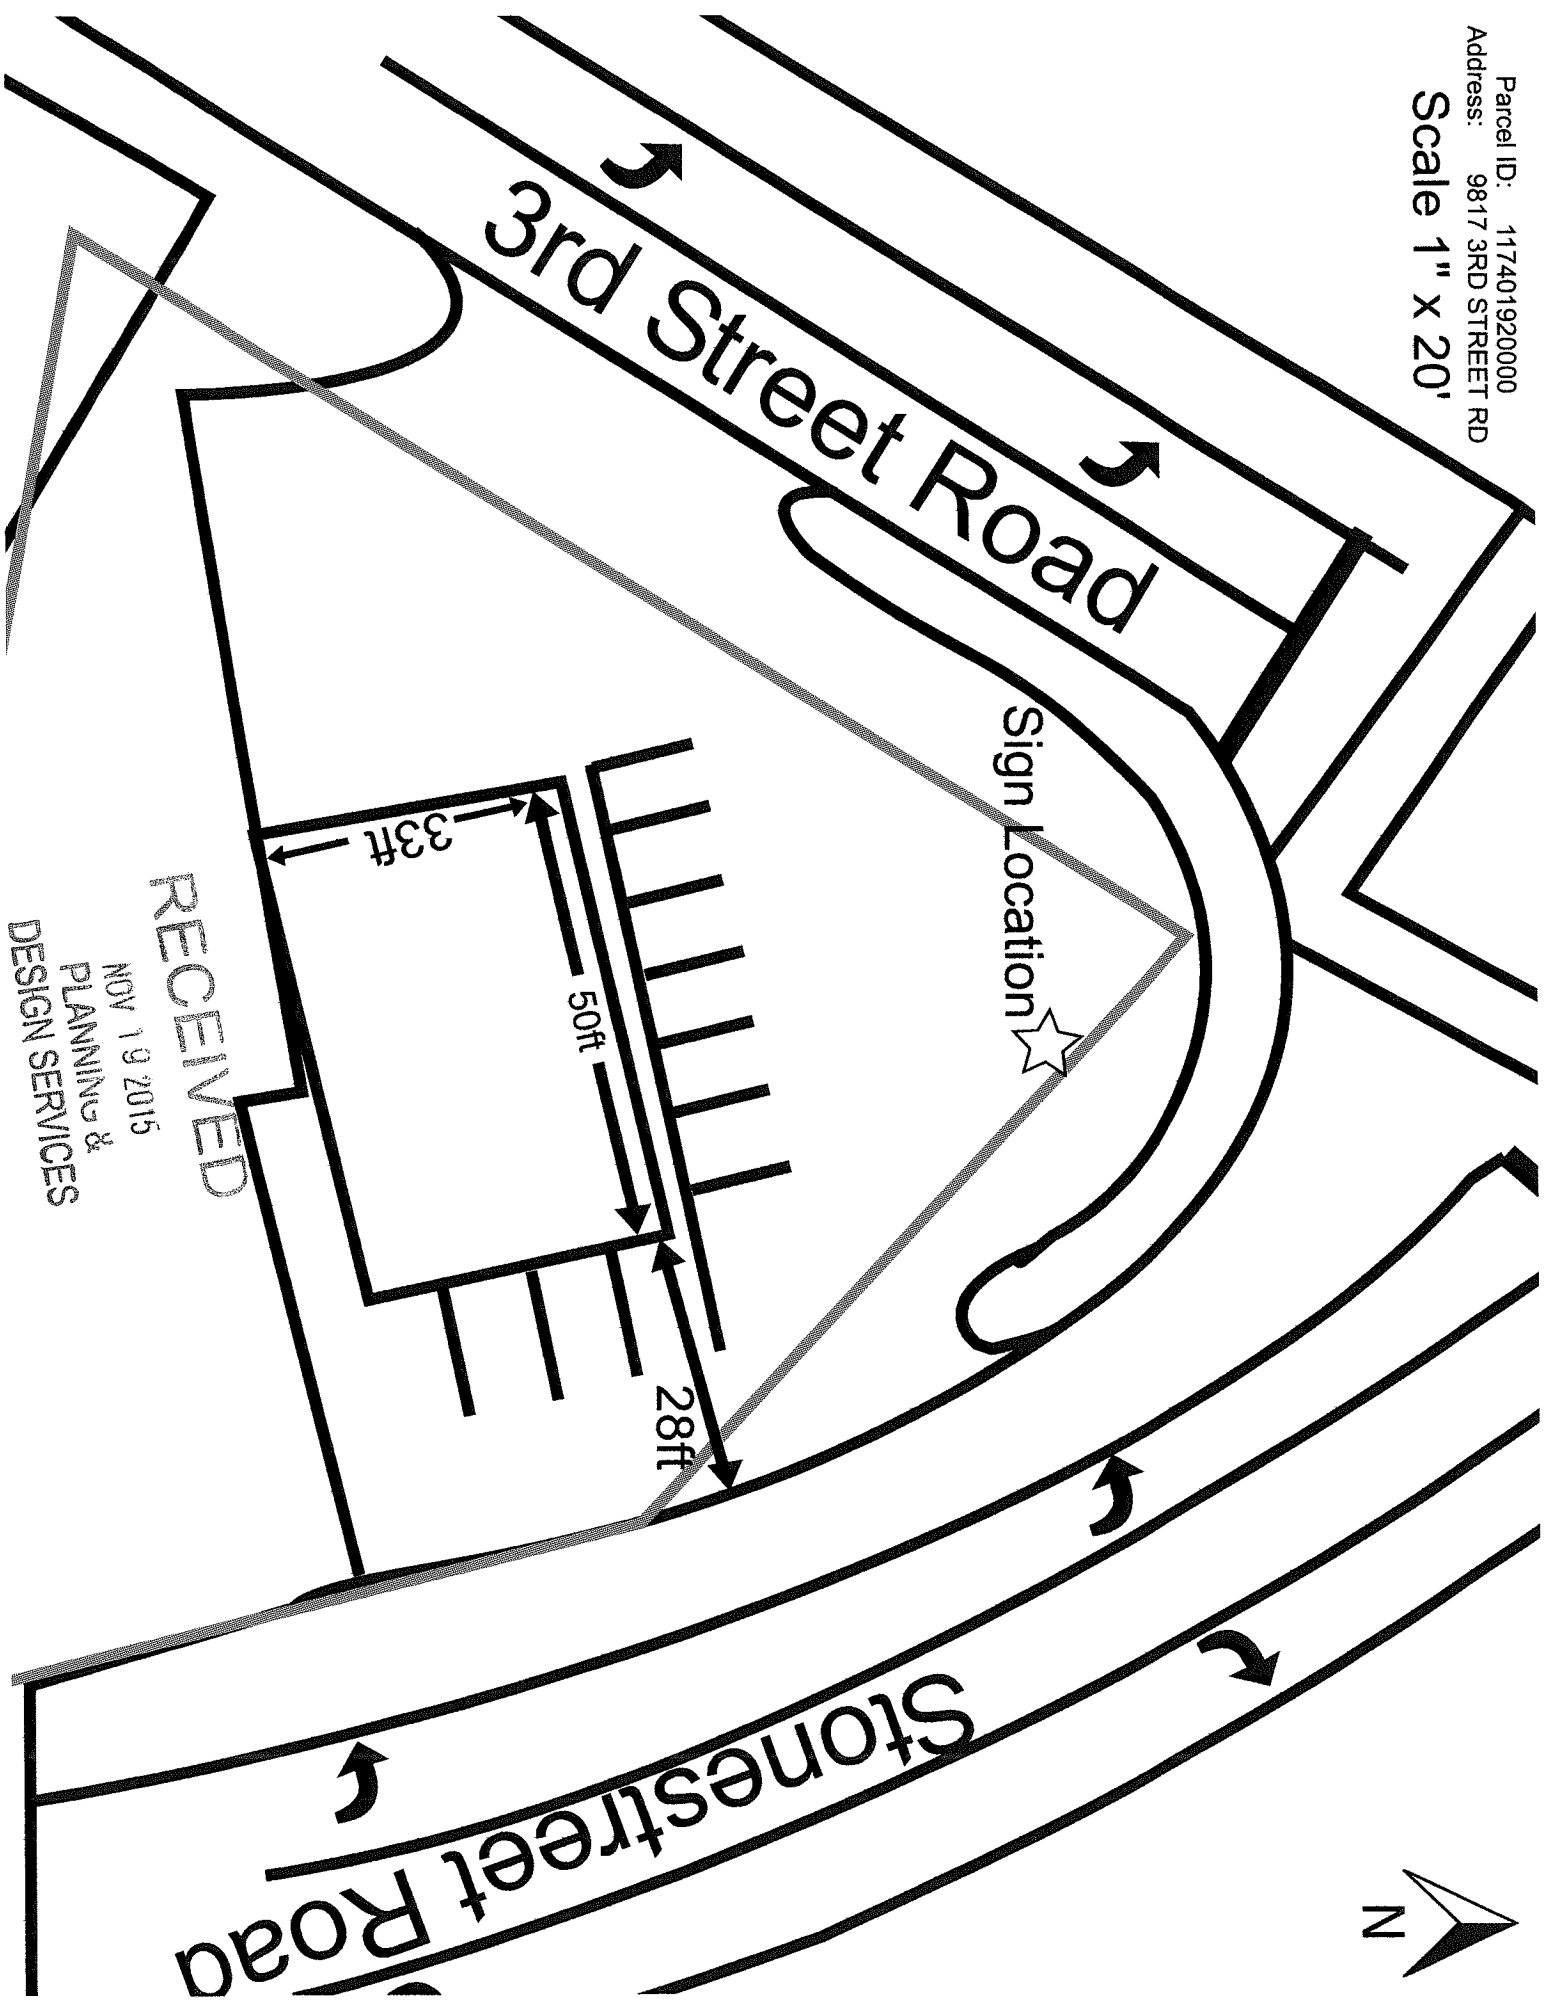 Parcel ID: 117401920000
Address: 9817 3RD STREET RD
Scale 1" x 20'
3rd Street Road
Sign Location
33ft
50ft
28ft
Stonestreet Road
N
RECEIVED
NOV 19 2015
PLANNING &
DESIGN SERVICES